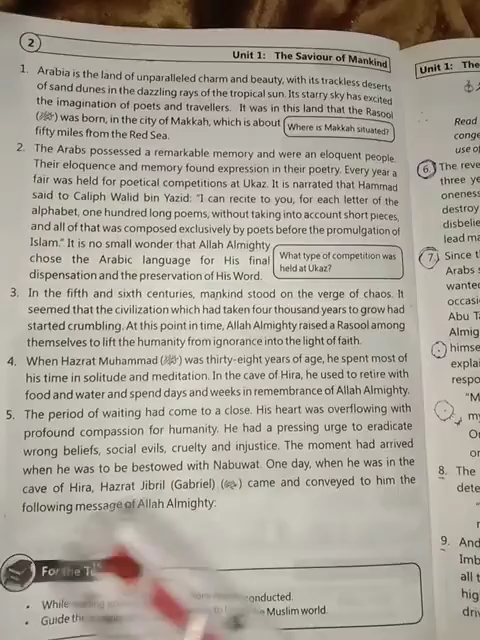 2
Unit 1: The Saviour of Mankind
1. Arabia is the land of unparalleled charm and beauty, with its trackless deserts
of sand dunes in the dazzling rays of the tropical sun. Its starry sky has excited
the imagination of poets and travellers. It was in this land that the Rasool
(ﷺ) was born, in the city of Makkah, which is about
Where is Makkah situated?
fifty miles from the Red Sea.
2. The Arabs possessed a remarkable memory and were an eloquent people.
Their eloquence and memory found expression in their poetry. Every year a
fair was held for poetical competitions at Ukaz. It is narrated that Hammad
said to Caliph Walid bin Yazid: "I can recite to you, for each letter of the
alphabet, one hundred long poems, without taking into account short pieces,
and all of that was composed exclusively by poets before the promulgation of
Islam." It is no small wonder that Allah Almighty
chose the Arabic language for His final
dispensation and the preservation of His Word.
What type of competition was
held at Ukaz?
3. In the fifth and sixth centuries, mankind stood on the verge of chaos. It
seemed that the civilization which had taken four thousand years to grow had
started crumbling. At this point in time, Allah Almighty raised a Rasool among
themselves to lift the humanity from ignorance into the light of faith.
4. When Hazrat Muhammad (ﷺ) was thirty-eight years of age, he spent most of
his time in solitude and meditation. In the cave of Hira, he used to retire with
food and water and spend days and weeks in remembrance of Allah Almighty.
5. The period of waiting had come to a close. His heart was overflowing with
profound compassion for humanity. He had a pressing urge to eradicate
wrong beliefs, social evils, cruelty and injustice. The moment had arrived
when he was to be bestowed with Nabuwat. One day, when he was in the
cave of Hira, Hazrat Jibril (Gabriel) came and conveyed to him the
following message of Allah Almighty:
For the
• While conducted.
• Guide Muslim world.
Unit 1: The
Read
use
6. The
three
destroy
lead
7. Since
Arabs
Abu
8. The
9. And
all